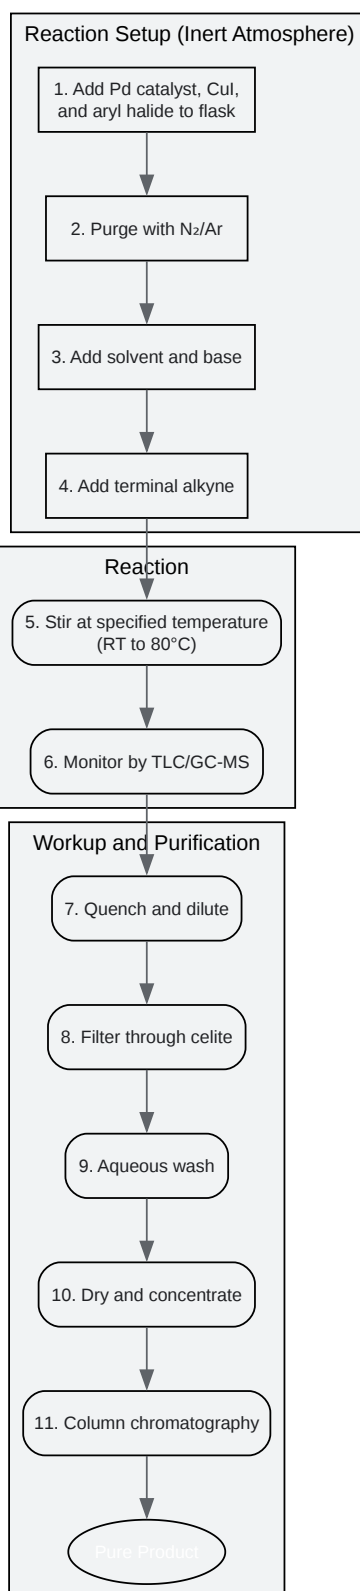 Reaction Setup (Inert Atmosphere)
1. Add Pd catalyst, CuI,
and aryl halide to flask
2. Purge with N₂/Ar
3. Add solvent and base
4. Add terminal alkyne
Reaction
5. Stir at specified temperature
(RT to 80°C)
6. Monitor by TLC/GC-MS
Workup and Purification
7. Quench and dilute
8. Filter through celite
9. Aqueous wash
10. Dry and concentrate
11. Column chromatography
Pure Product